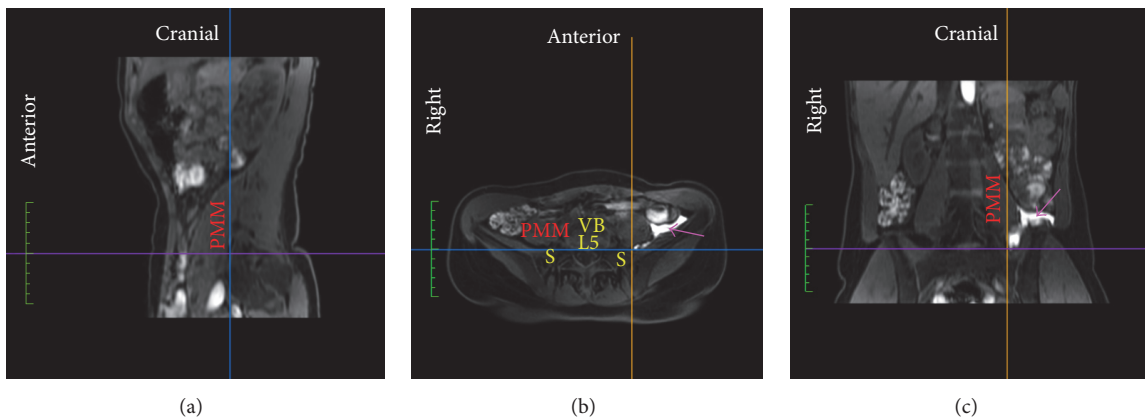 Cranial
Anterior
PMM
(a)
Anterior
Right
PMM
VB
L5
S
S
(b)
Cranial
Right
PMM
(c)